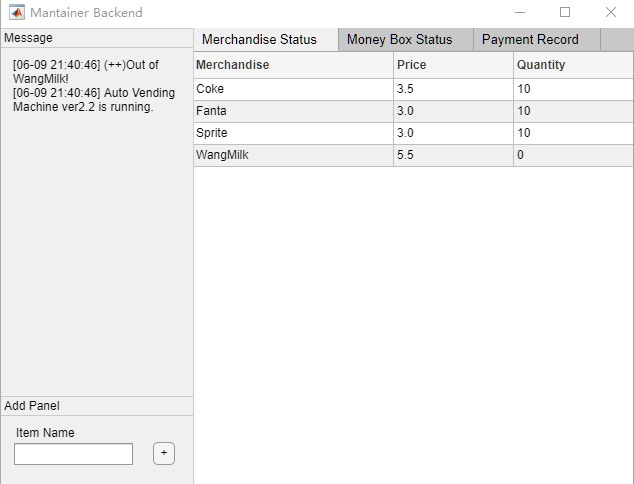 Mantainer Backend
Message
[06-09 21:40:46] (++)Out of
WangMilk!
[06-09 21:40:46] Auto Vending
Machine ver2.2 is running.
Merchandise Status Money Box Status Payment Record
Merchandise Price Quantity
Coke 3.5 10
Fanta 3.0 10
Sprite 3.0 10
WangMilk 5.5 0
Add Panel
Item Name
+